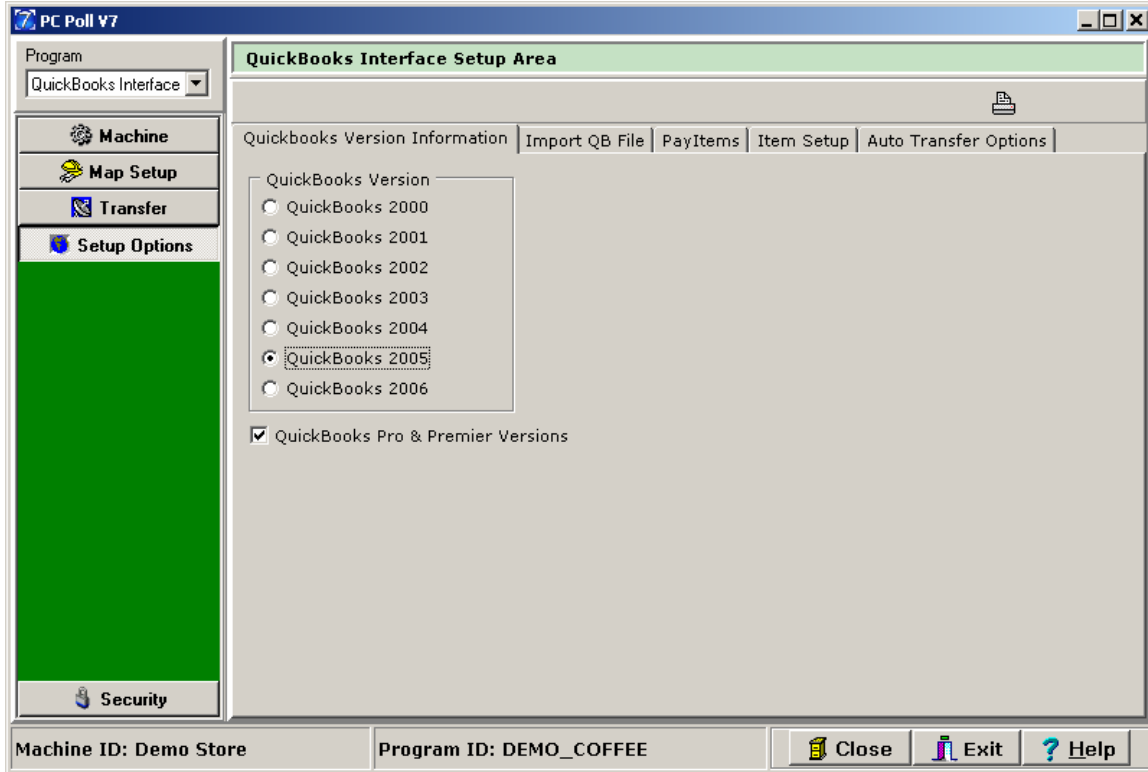 PC Poll V7
Program
QuickBooks Interface
QuickBooks Interface Setup Area
Machine
Map Setup
Transfer
Setup Options
Security
Quickbooks Version Information Import QB File PayItems Item Setup Auto Transfer Options
QuickBooks Version
QuickBooks 2000
QuickBooks 2001
QuickBooks 2002
QuickBooks 2003
QuickBooks 2004
QuickBooks 2005
QuickBooks 2006
QuickBooks Pro & Premier Versions
Machine ID: Demo Store Program ID: DEMO_COFFEE Close Exit Help